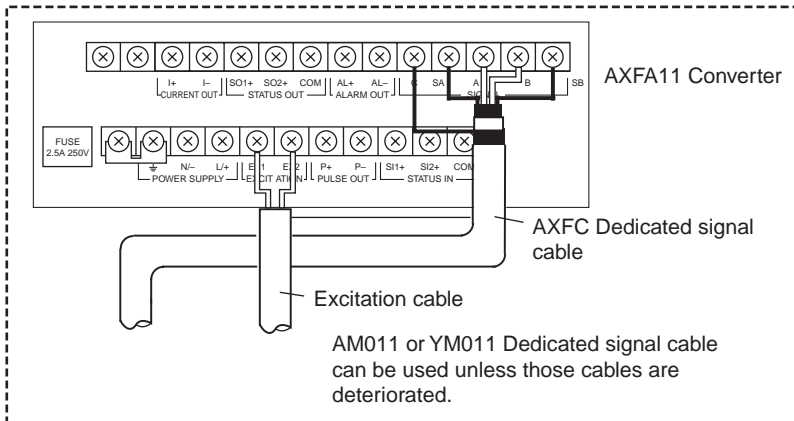 I+ I– SO1+ SO2+ COM AL+ AL– C SA A B SB
CURRENT OUT STATUS OUT ALARM OUT
AXFA11 Converter
FUSE
2.5A 250V
N/– L/+ EX2 P+ P– SI1+ SI2+ COM
POWER SUPPLY PULSE OUT STATUS IN
AXFC Dedicated signal
cable
Excitation cable
AM011 or YM011 Dedicated signal cable
can be used unless those cables are
deteriorated.